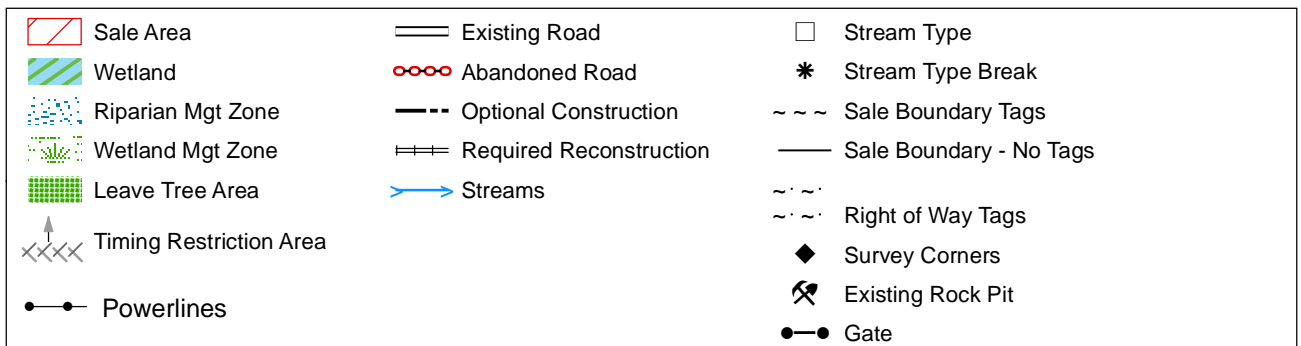 Sale Area
Wetland
Riparian Mgt Zone
Wetland Mgt Zone
Leave Tree Area
Timing Restriction Area
Powerlines
Existing Road
Abandoned Road
Optional Construction
Required Reconstruction
Streams
Stream Type
Stream Type Break
Sale Boundary Tags
Sale Boundary - No Tags
Right of Way Tags
Survey Corners
Existing Rock Pit
Gate